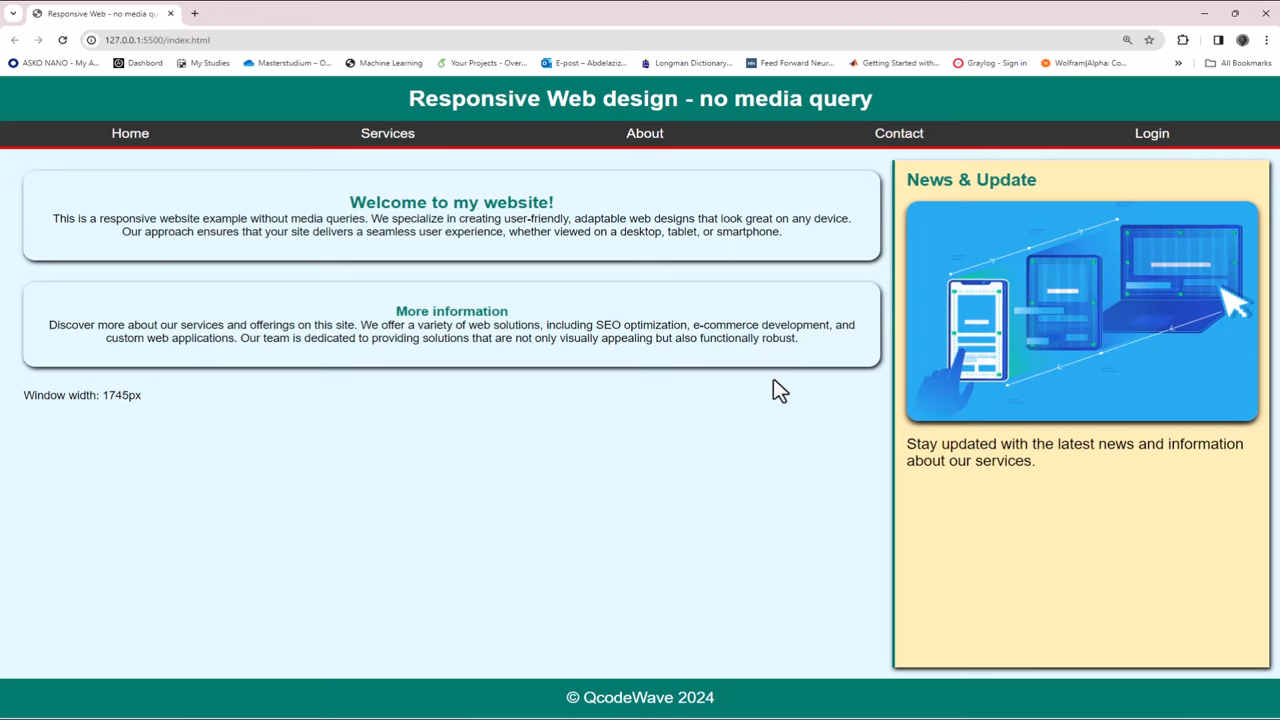 Responsive Web - no media qu
127.0.0.1:5500/index.html
ASKO NANO - My A...
Dashbord
My Studies
Masterstudium – O...
Machine Learning
Your Projects - Over...
E-post – Abdelaziz...
Longman Dictionary...
Feed Forward Neur...
Getting Started with...
Graylog - Sign in
Wolfram|Alpha: Co...
All Bookmarks
Responsive Web design - no media query
Home
Services
About
Contact
Login
Welcome to my website!
This is a responsive website example without media queries. We specialize in creating user-friendly, adaptable web designs that look great on any device.
Our approach ensures that your site delivers a seamless user experience, whether viewed on a desktop, tablet, or smartphone.
More information
Discover more about our services and offerings on this site. We offer a variety of web solutions, including SEO optimization, e-commerce development, and
custom web applications. Our team is dedicated to providing solutions that are not only visually appealing but also functionally robust.
Window width: 1745px
News & Update
Stay updated with the latest news and information
about our services.
© QcodeWave 2024